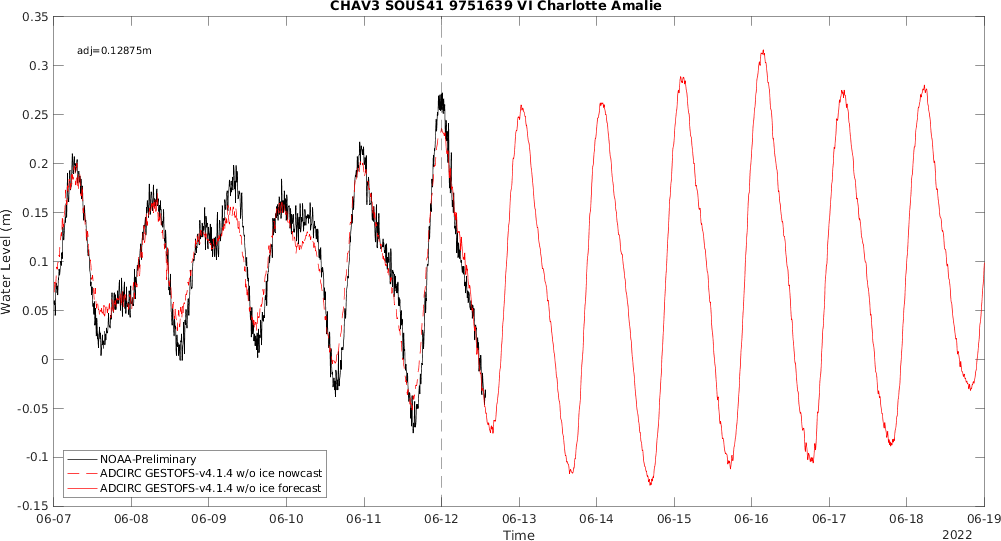 CHAV3 SOUS41 9751639 VI Charlotte Amalie
adj=0.12875m
0.35
0.3
0.25
0.2
0.15
0.1
0.05
0
-0.05
-0.1
-0.15
Water Level (m)
NOAA-Preliminary
ADCIRC GESTOFS-v4.1.4 w/o ice nowcast
ADCIRC GESTOFS-v4.1.4 w/o ice forecast
06-07 06-08 06-09 06-10 06-11 06-12 06-13 06-14 06-15 06-16 06-17 06-18 06-19
Time
2022